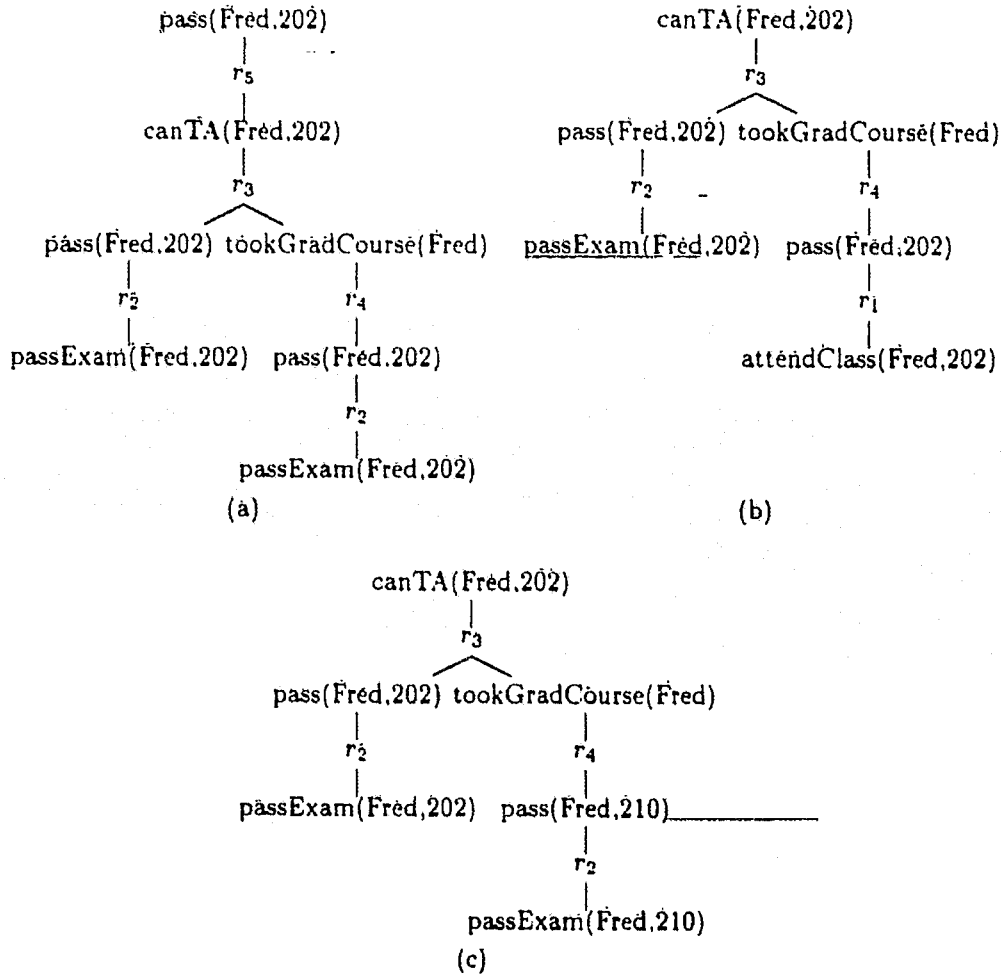 pass(Fred,202)
r5
canTA(Fred,202)
r3
pass(Fred,202) tookGradCourse(Fred)
r2 r4
passExam(Fred,202) pass(Fred,202)
r2
passExam(Fred,202)
(a)
canTA(Fred,202)
r3
pass(Fred,202) tookGradCourse(Fred)
r2 r4
passExam(Fred,202) pass(Fred,202)
r1
attendClass(Fred,202)
(b)
canTA(Fred,202)
r3
pass(Fred,202) tookGradCourse(Fred)
r2 r4
passExam(Fred,202) pass(Fred,210)
r2
passExam(Fred,210)
(c)